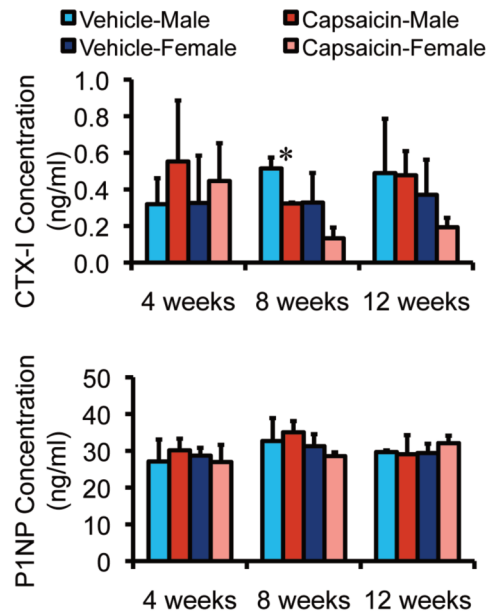 Vehicle-Male
Capsaicin-Male
Vehicle-Female
Capsaicin-Female
CTX-I Concentration
(ng/ml)
1.0
0.8
0.6
0.4
0.2
0.0
*
4 weeks
8 weeks
12 weeks
P1NP Concentration
(ng/ml)
50
40
30
20
10
0
4 weeks
8 weeks
12 weeks